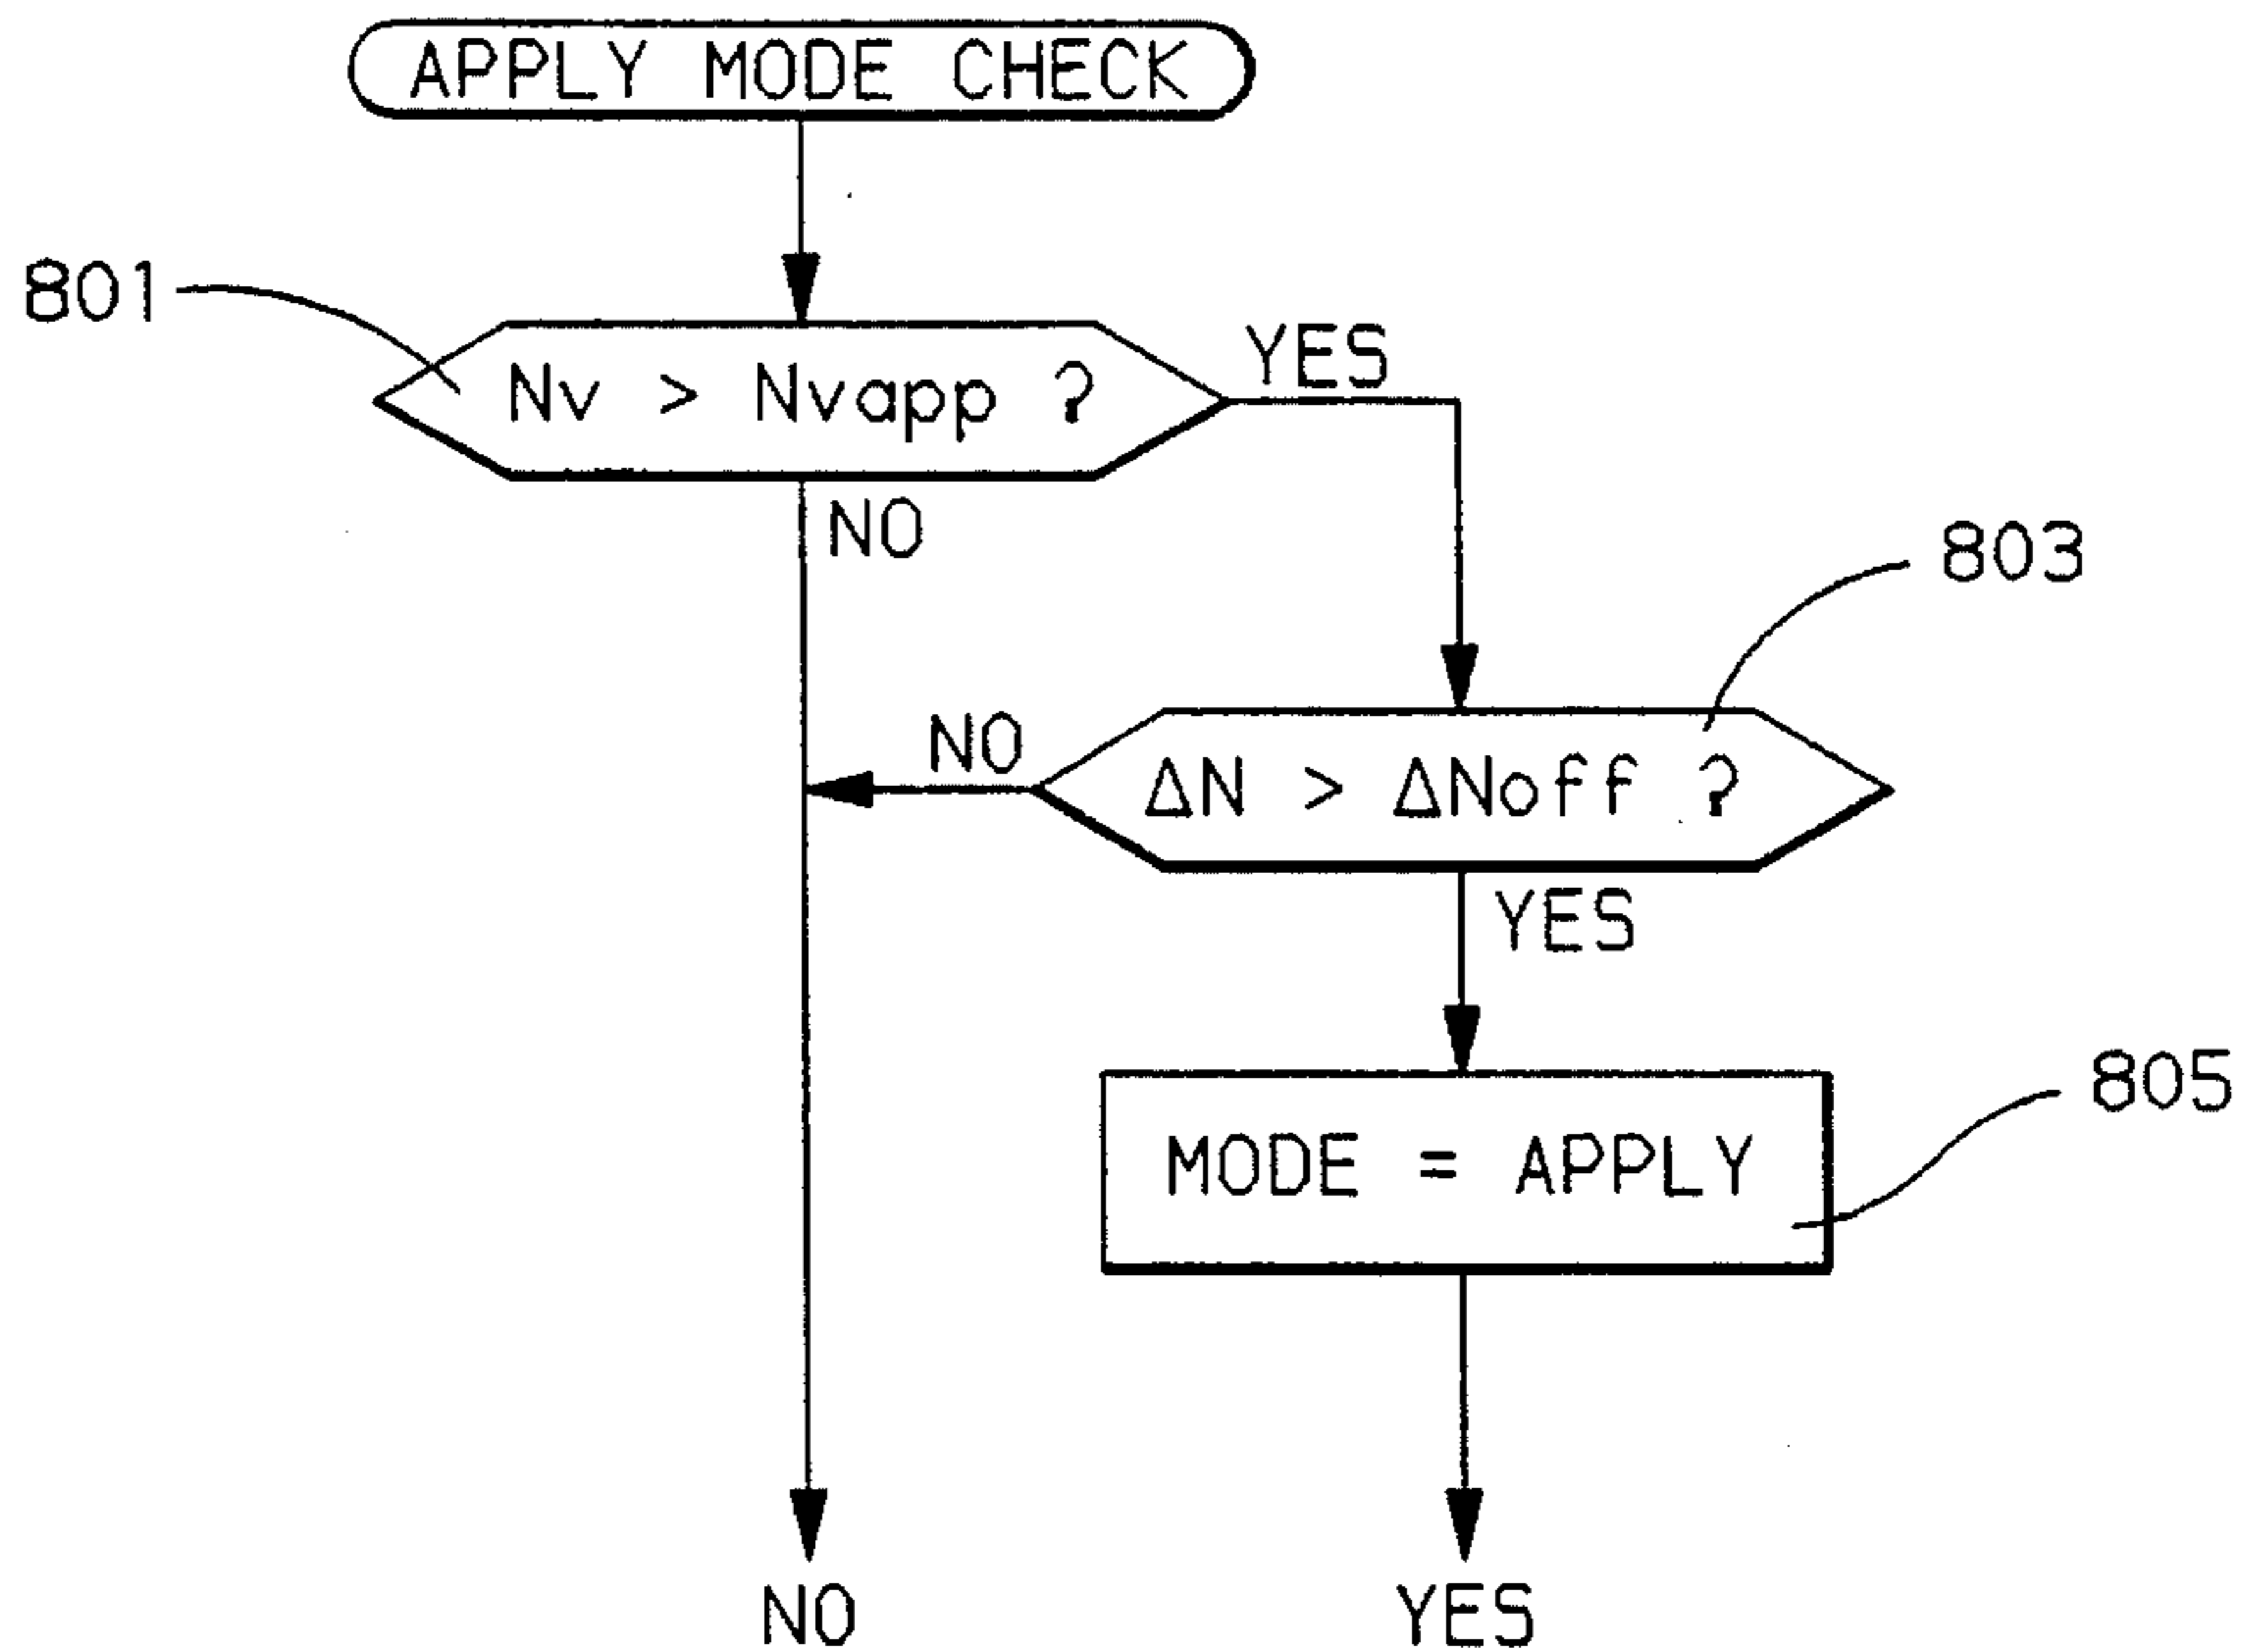 APPLY MODE CHECK
801
Nv > Nvapp ?
YES
NO
803
NO
ΔN > ΔNoff ?
YES
805
MODE = APPLY
NO
YES